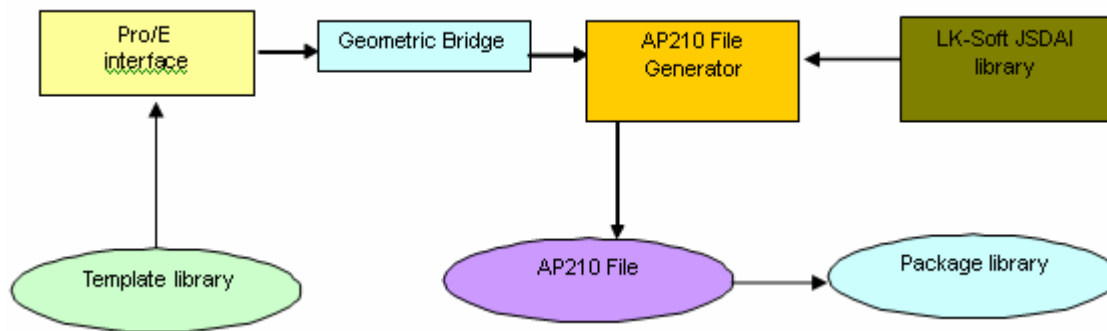 Pro/E
interface
Geometric Bridge
AP210 File
Generator
LK-Soft JSDAI
library
Template library
AP210 File
Package library